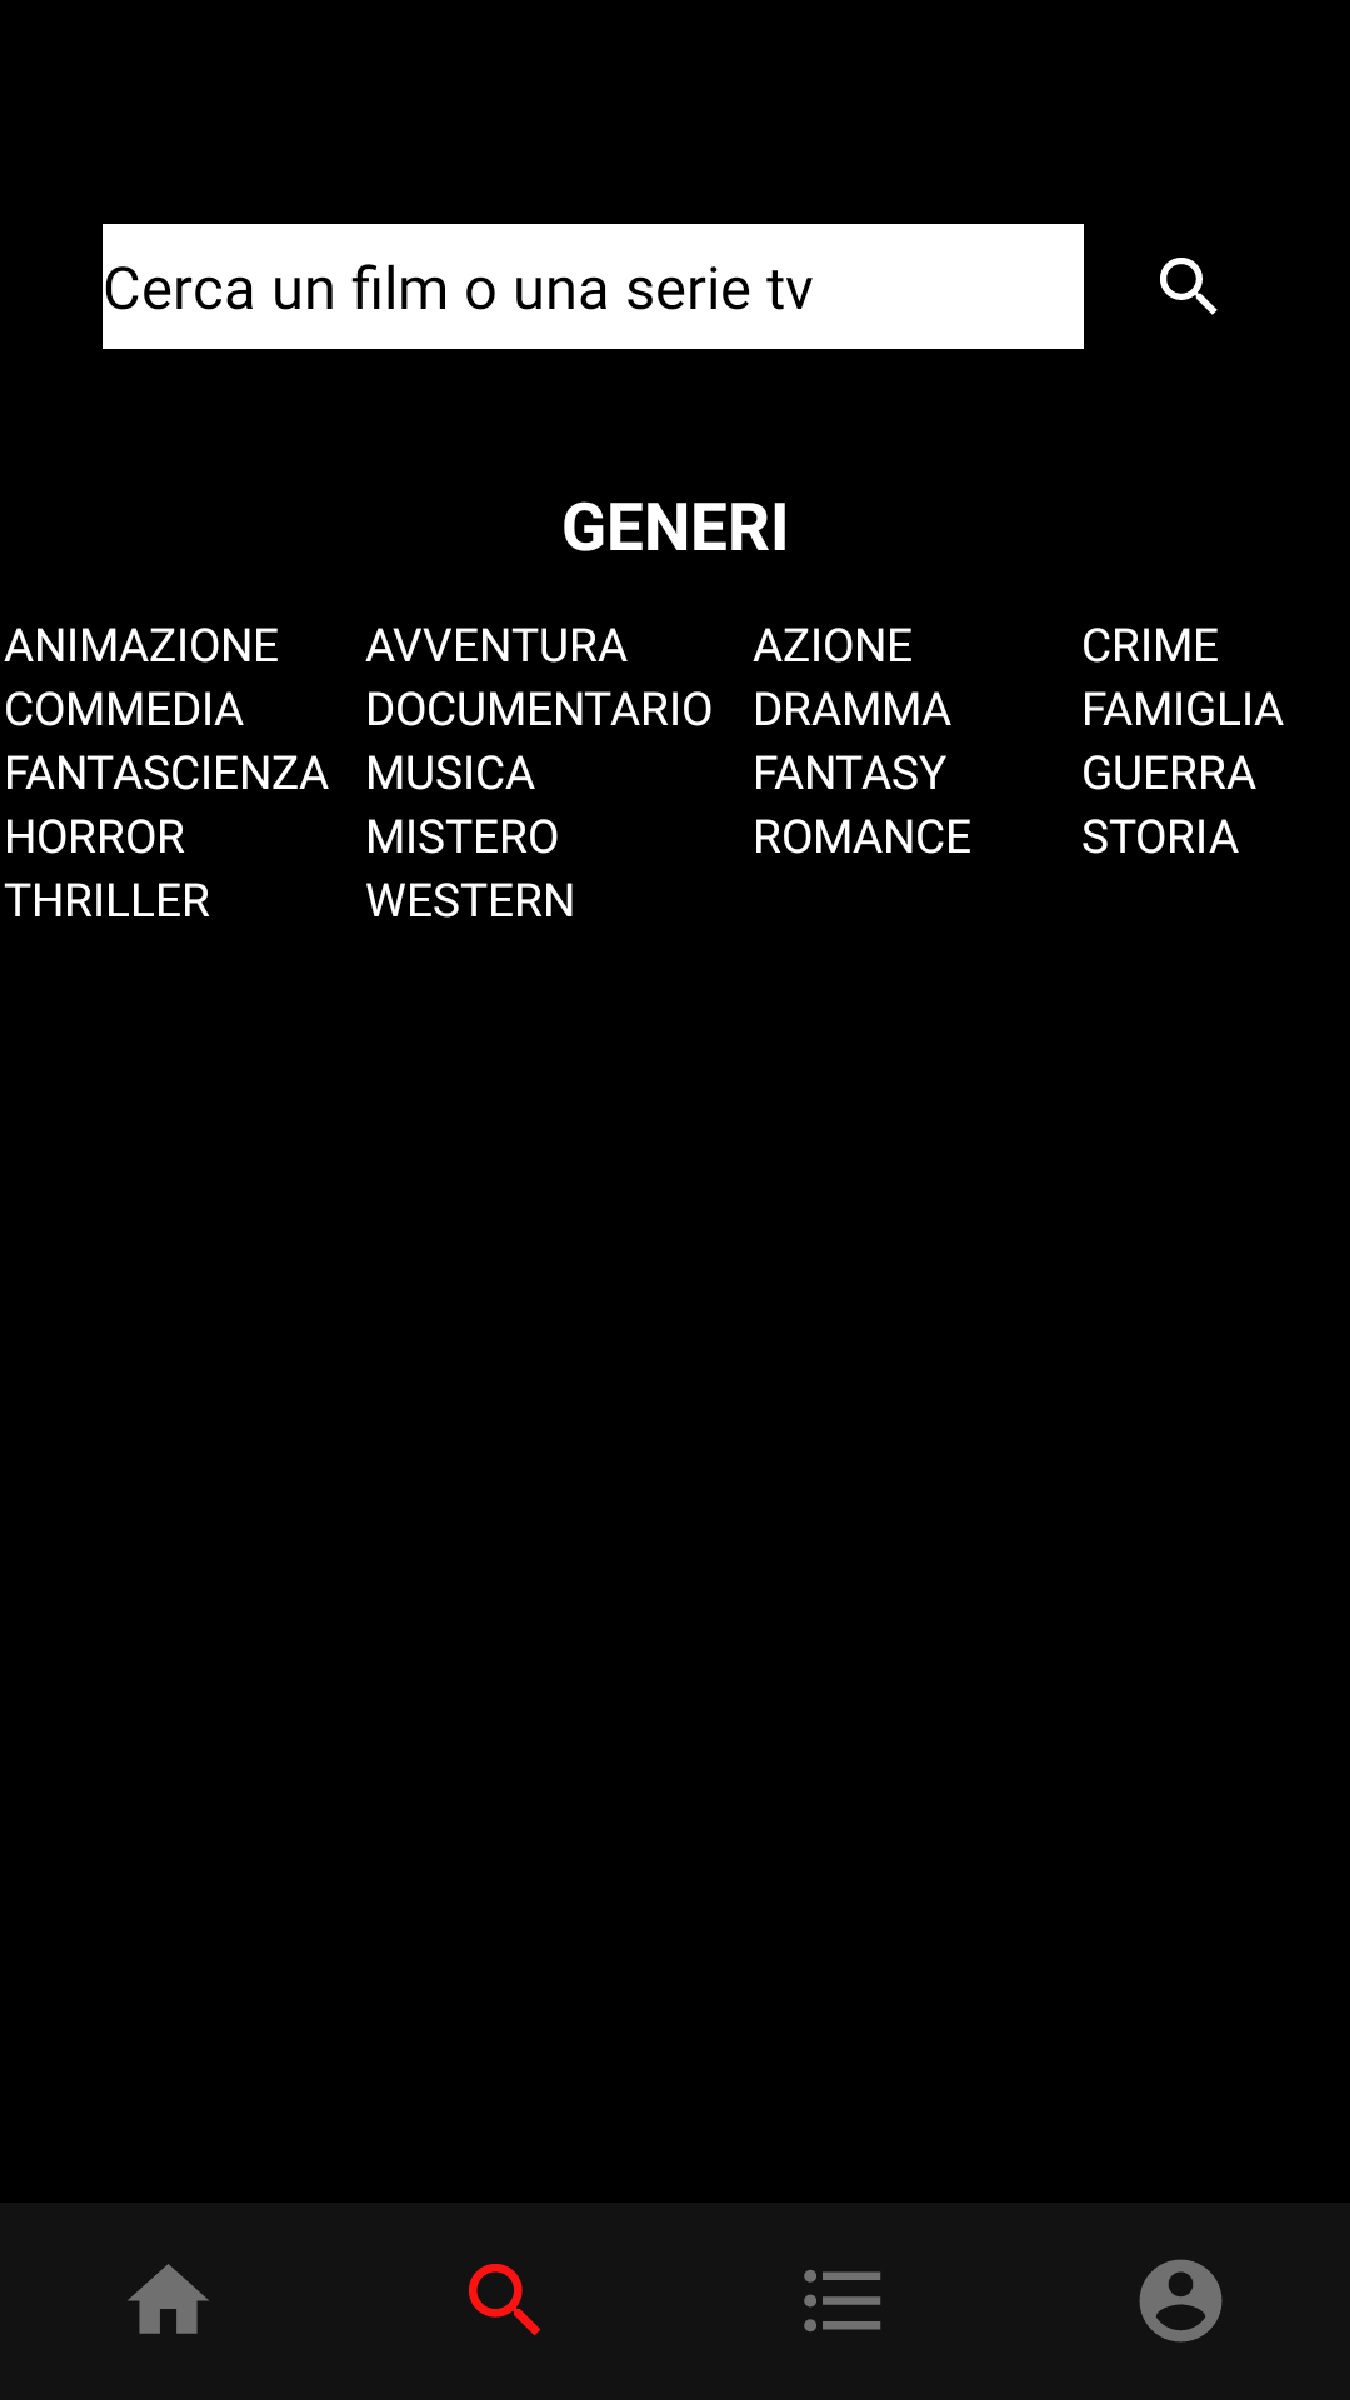 Cerca un film o una serie tv
GENERI
ANIMAZIONE AVVENTURA AZIONE CRIME
COMMEDIA DOCUMENTARIO DRAMMA FAMIGLIA
FANTASCIENZA MUSICA FANTASY GUERRA
HORROR MISTERO ROMANCE STORIA
THRILLER WESTERN